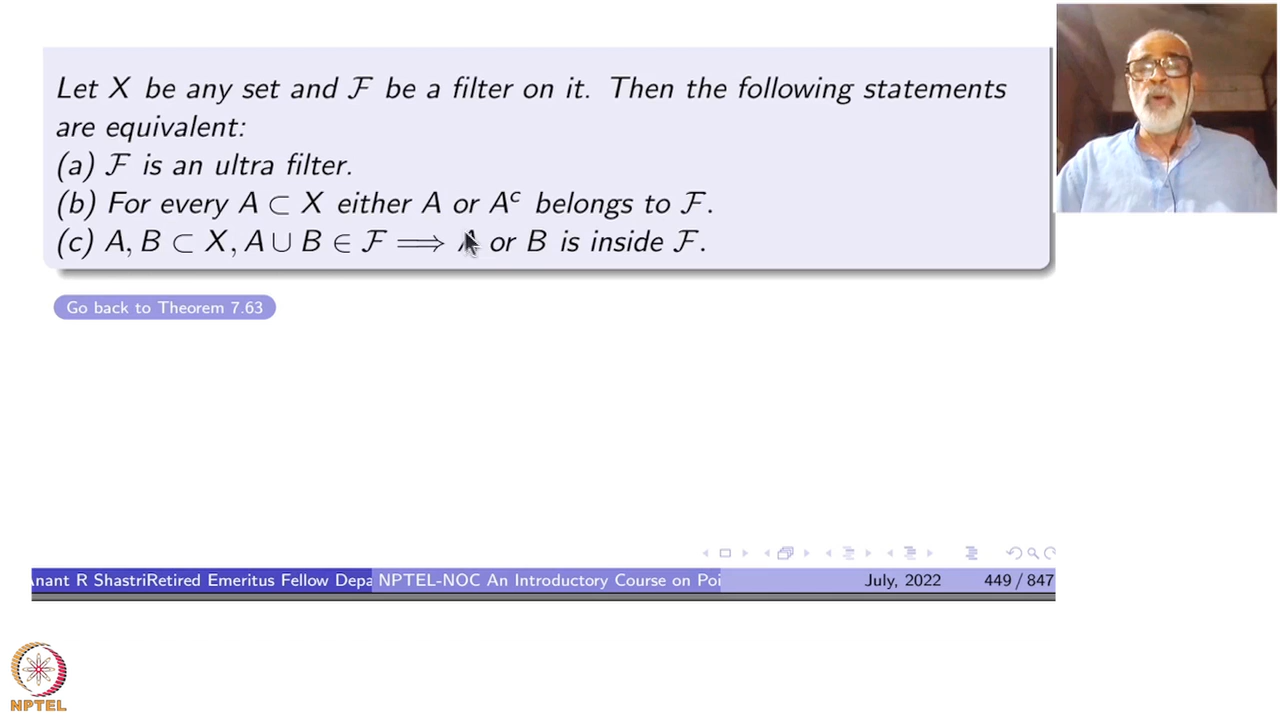 Let X be any set and ℱ be a filter on it. Then the following statements
are equivalent:
(a) ℱ is an ultra filter.
(b) For every A ⊂ X either A or Aᶜ belongs to ℱ.
(c) A, B ⊂ X, A ∪ B ∈ ℱ ⟹ A or B is inside ℱ.
Go back to Theorem 7.63
Anant R ShastriRetired Emeritus Fellow Depa NPTEL-NOC An Introductory Course on Poi July, 2022 449 / 847
NPTEL